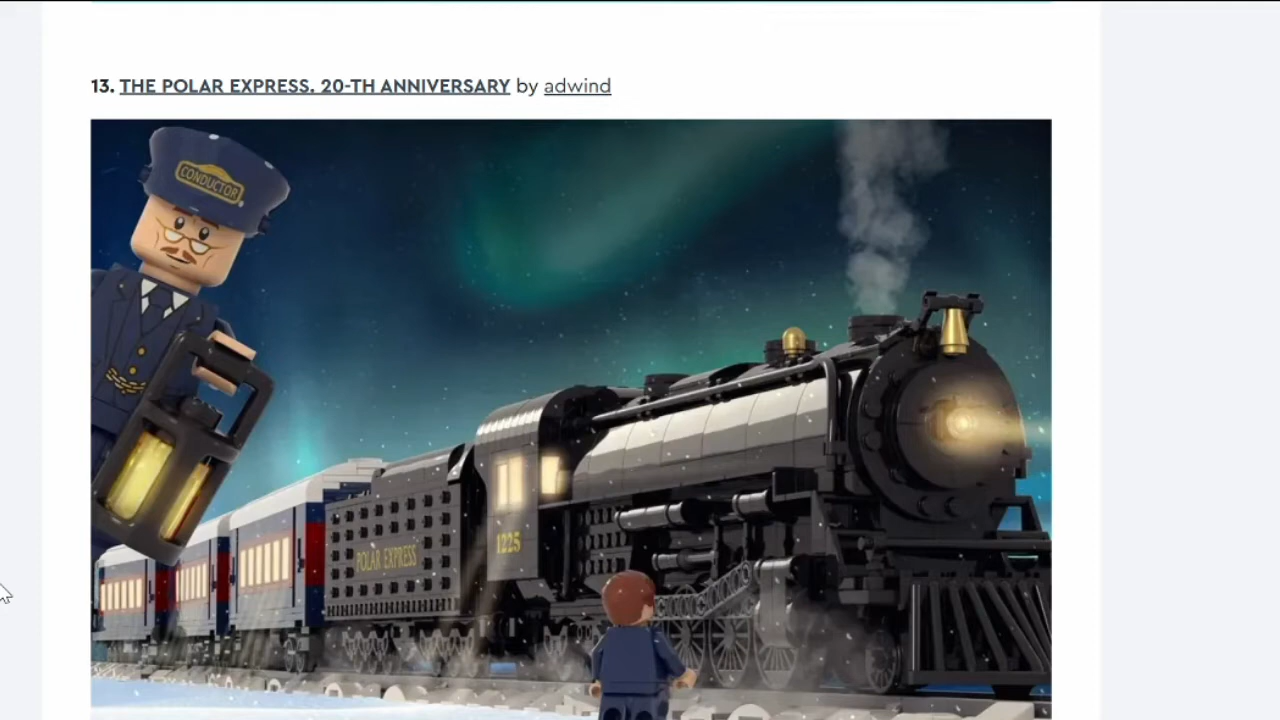 13. THE POLAR EXPRESS. 20-TH ANNIVERSARY by adwind
CONDUCTOR
1225
POLAR EXPRESS